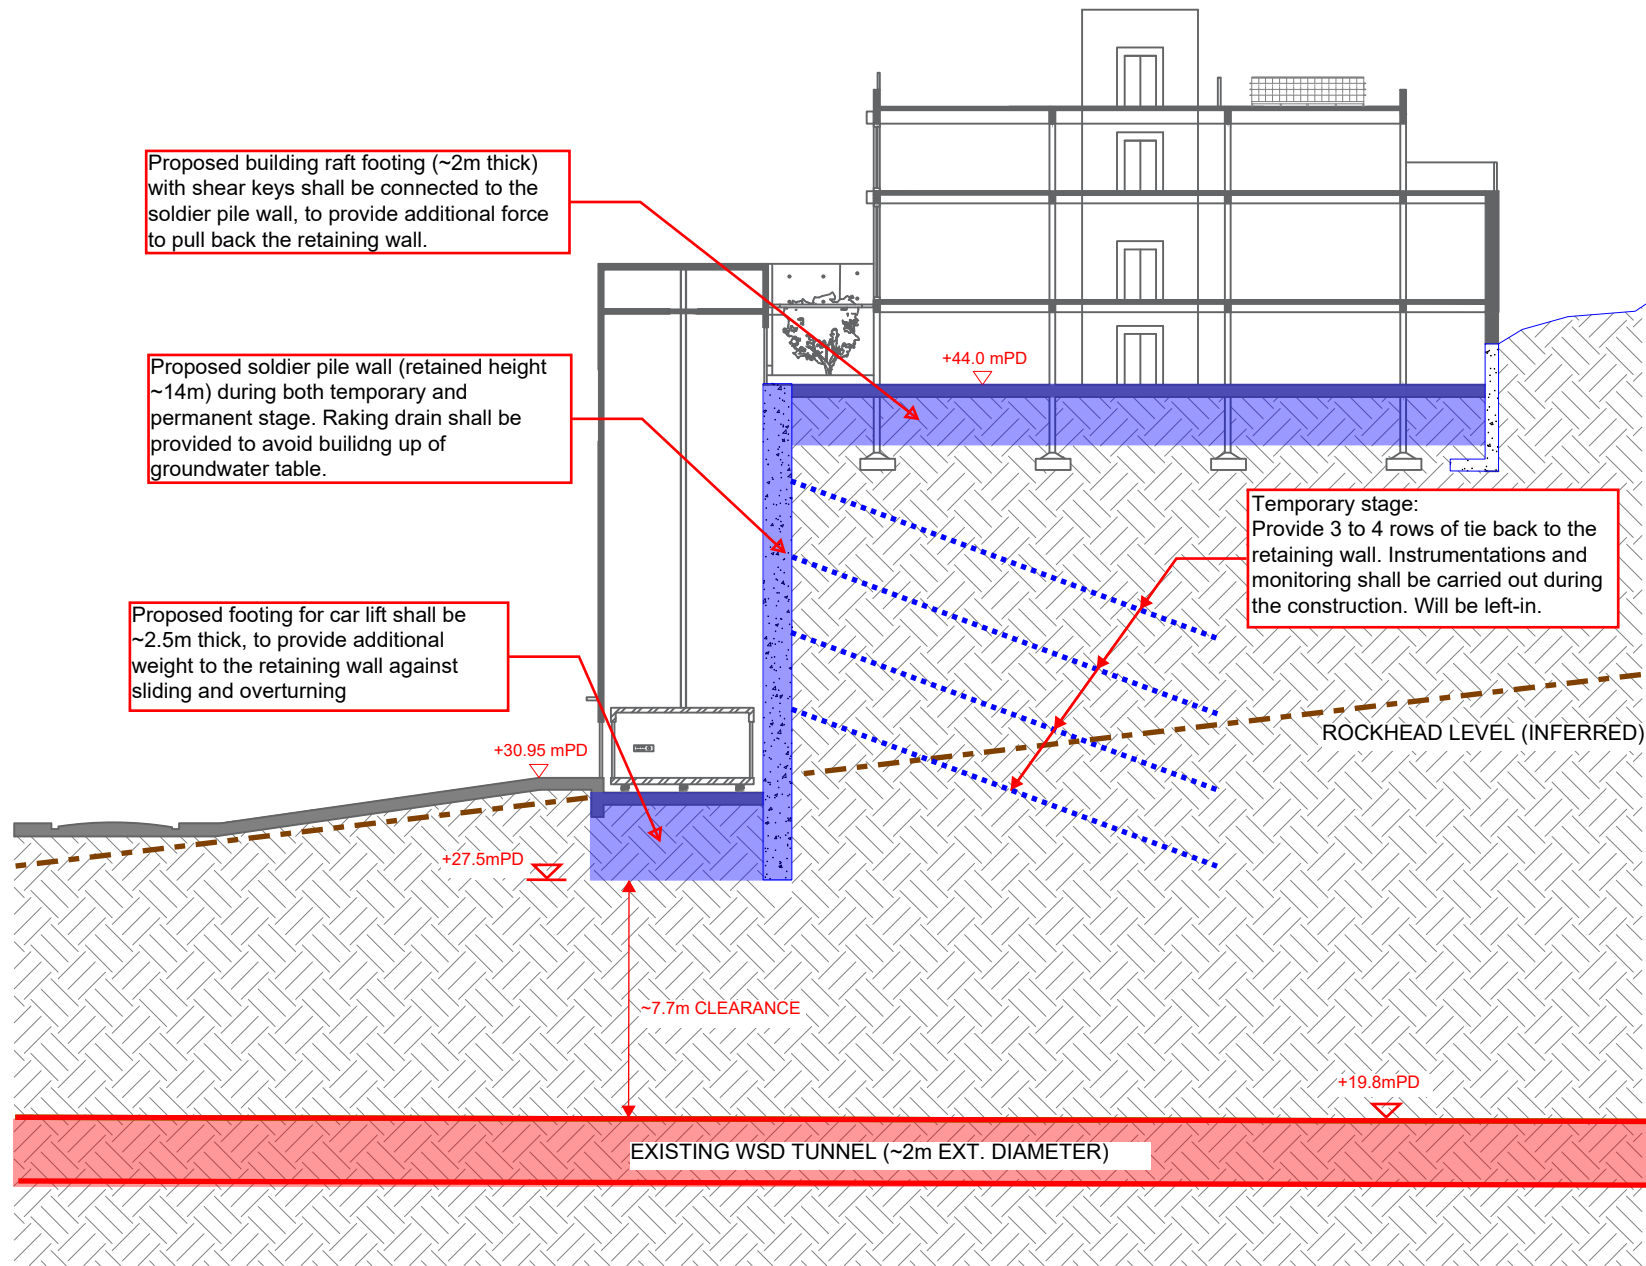 Proposed building raft footing (~2m thick)
with shear keys shall be connected to the
soldier pile wall, to provide additional force
to pull back the retaining wall.
+44.0 mPD
Proposed soldier pile wall (retained height
~14m) during both temporary and
permanent stage. Raking drain shall be
provided to avoid builidng up of
groundwater table.
Temporary stage:
Provide 3 to 4 rows of tie back to the
retaining wall. Instrumentations and
monitoring shall be carried out during
the construction. Will be left-in.
Proposed footing for car lift shall be
~2.5m thick, to provide additional
weight to the retaining wall against
sliding and overturning
ROCKHEAD LEVEL (INFERRED)
+30.95 mPD
+27.5mPD
~7.7m CLEARANCE
+19.8mPD
EXISTING WSD TUNNEL (~2m EXT. DIAMETER)